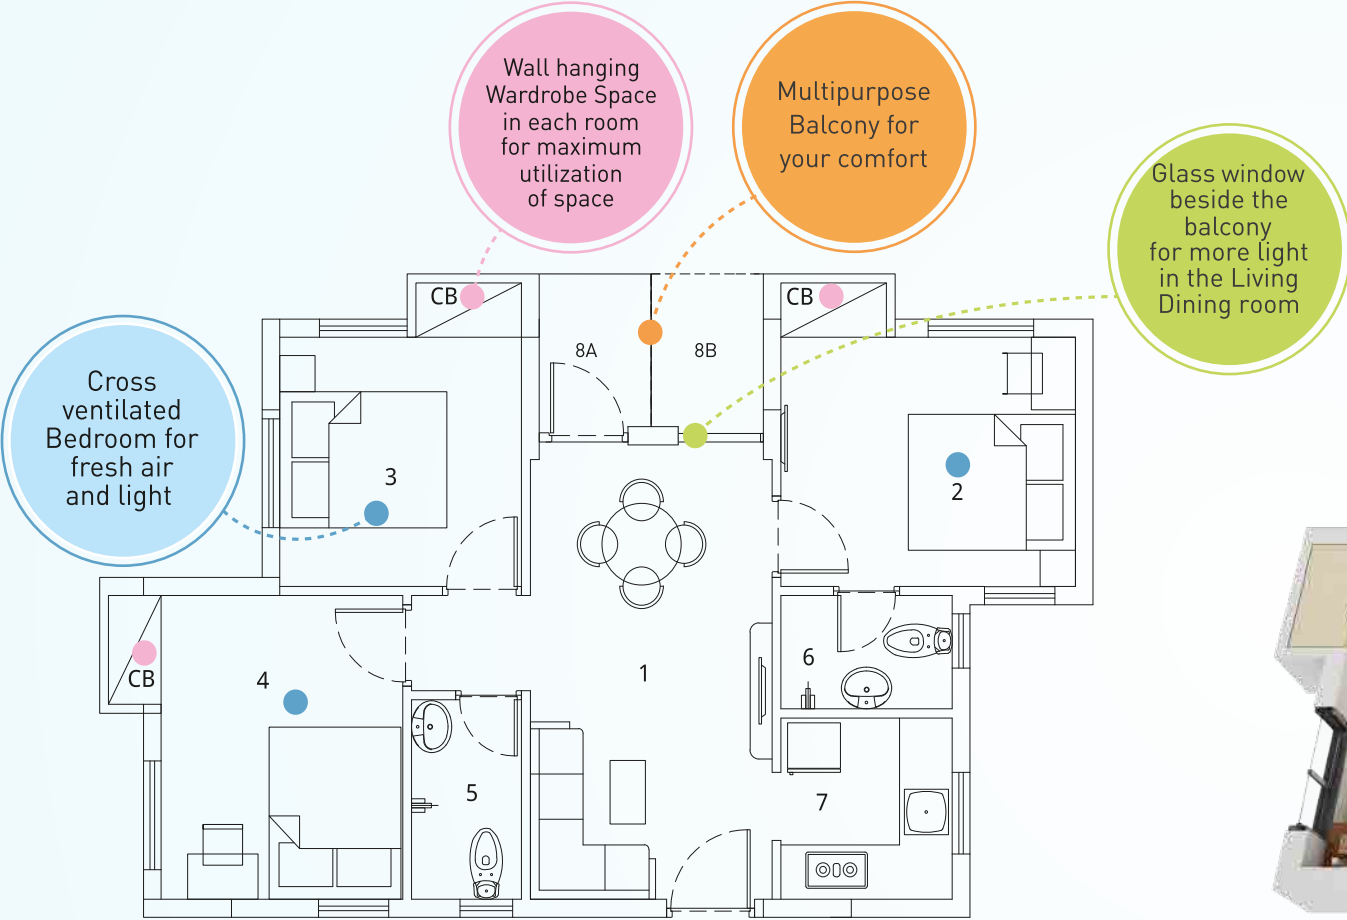 Wall hanging
Wardrobe Space
in each room
for maximum
utilization
of space
Multipurpose
Balcony for
your comfort
Glass window
beside the
balcony
for more light
in the Living
Dining room
Cross
ventilated
Bedroom for
fresh air
and light
CB
CB
8A
8B
3
2
CB
4
1
6
5
7